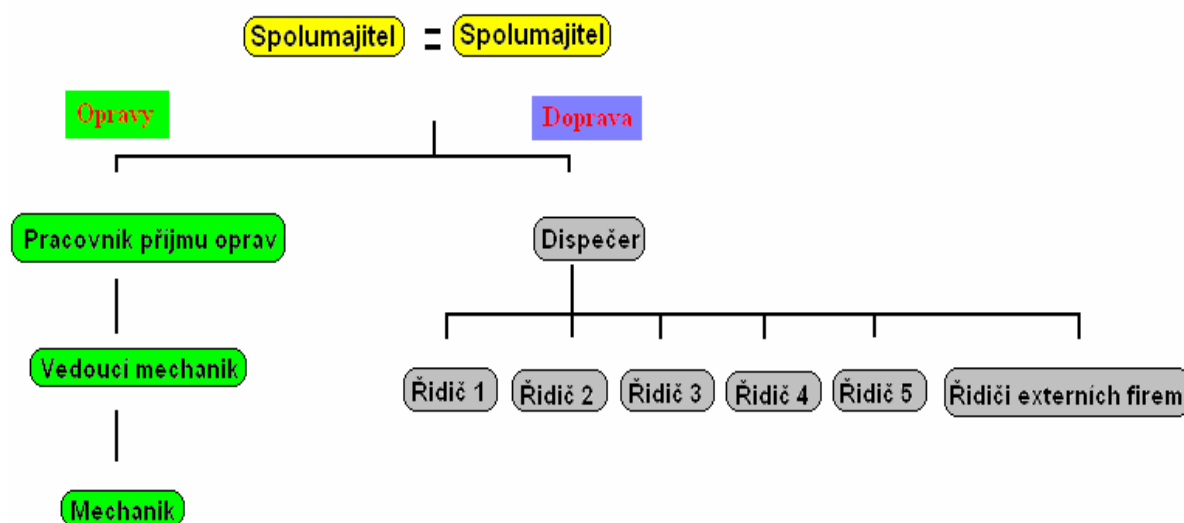 Spolumajitel = Spolumajitel
Opravy
Doprava
Pracovník příjmu oprav
Dispečer
Vedoucí mechanik
Řidič 1
Řidič 2
Řidič 3
Řidič 4
Řidič 5
Řidiči externích firem
Mechanik